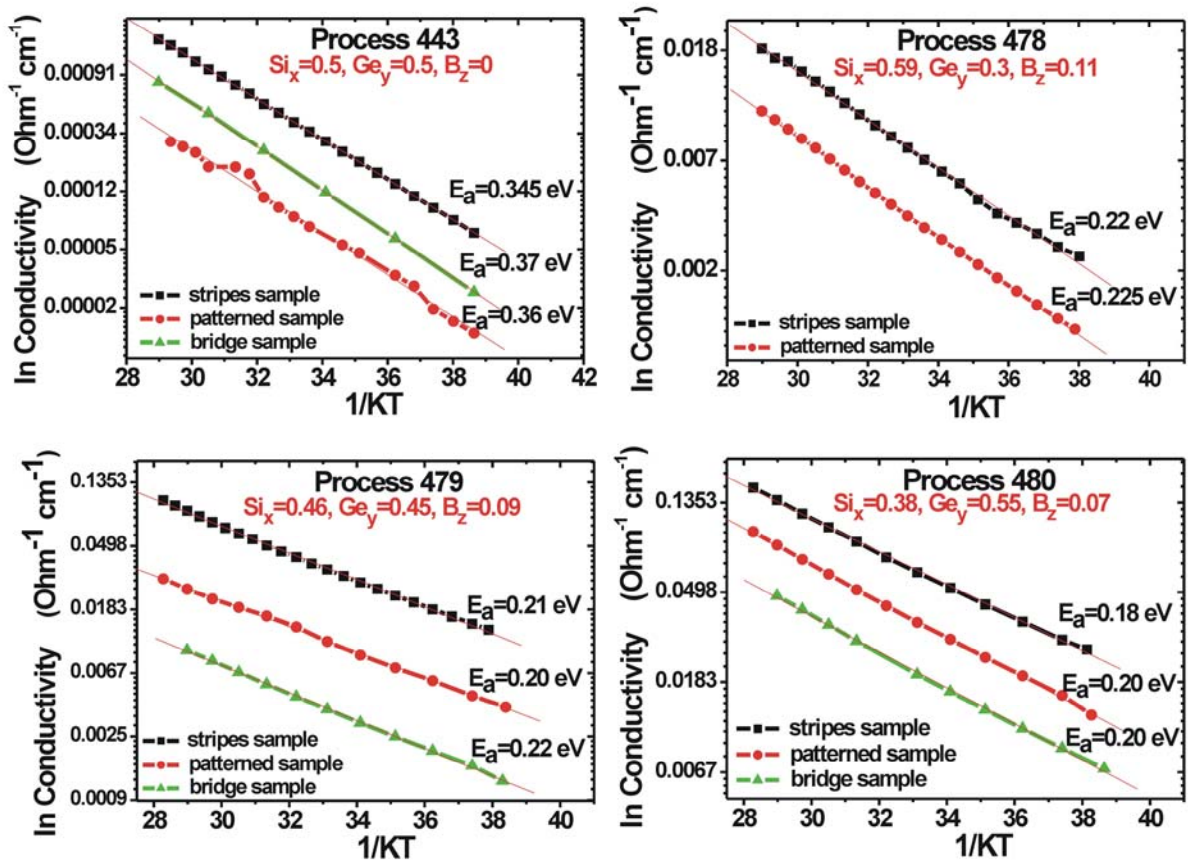 Process 443
Si_x=0.5, Ge_y=0.5, B_z=0
ln Conductivity (Ohm⁻¹ cm⁻¹)
0.00091
0.00034
0.00012
0.00005
0.00002
E_a=0.345 eV
E_a=0.37 eV
E_a=0.36 eV
stripes sample
patterned sample
bridge sample
28 30 32 34 36 38 40 42
1/KT
Process 478
Si_x=0.59, Ge_y=0.3, B_z=0.11
ln Conductivity (Ohm⁻¹ cm⁻¹)
0.018
0.007
0.002
E_a=0.22 eV
E_a=0.225 eV
stripes sample
patterned sample
28 30 32 34 36 38 40
1/KT
Process 479
Si_x=0.46, Ge_y=0.45, B_z=0.09
ln Conductivity (Ohm⁻¹ cm⁻¹)
0.1353
0.0498
0.0183
0.0067
0.0025
0.0009
E_a=0.21 eV
E_a=0.20 eV
E_a=0.22 eV
stripes sample
patterned sample
bridge sample
28 30 32 34 36 38 40
1/KT
Process 480
Si_x=0.38, Ge_y=0.55, B_z=0.07
ln Conductivity (Ohm⁻¹ cm⁻¹)
0.1353
0.0498
0.0183
0.0067
E_a=0.18 eV
E_a=0.20 eV
E_a=0.20 eV
stripes sample
patterned sample
bridge sample
28 30 32 34 36 38 40
1/KT